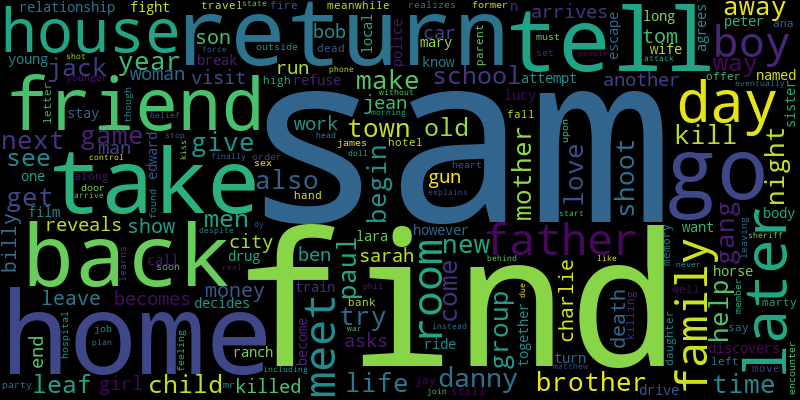 relationship fight travel state fire meanwhile realizes former n arrives long peter ana away
house return tell boy
young son bob dead local police mary car know parent escape tom agrees way
jack year woman break outside wife named
friend visit run refuse high jean make school attempt another offer eventually
letter stay though without morning lucy fall day sister
next game give work head james town hotel old kill
man see take edward belief stop phone doll sam mother upon love shoot go night
one control along kiss finally order sex also begin gun heart explains start
get door arrive found hand
film reveals show men despite dy however father want memory leaving sheriff body
billy back city drug ben lara sarah room new behind like never gang
call learns soon real paul come horse member
leave becomes money train phil bank find group charlie death killing well help marty later
home decides meet try war instead together due say
end job plan hospital feeling ranch become asks ride turn daughter family discovers left move
party leaf girl child mr killed including life jay join still danny matthew brother drive time encounter
shot younger set must people attack force